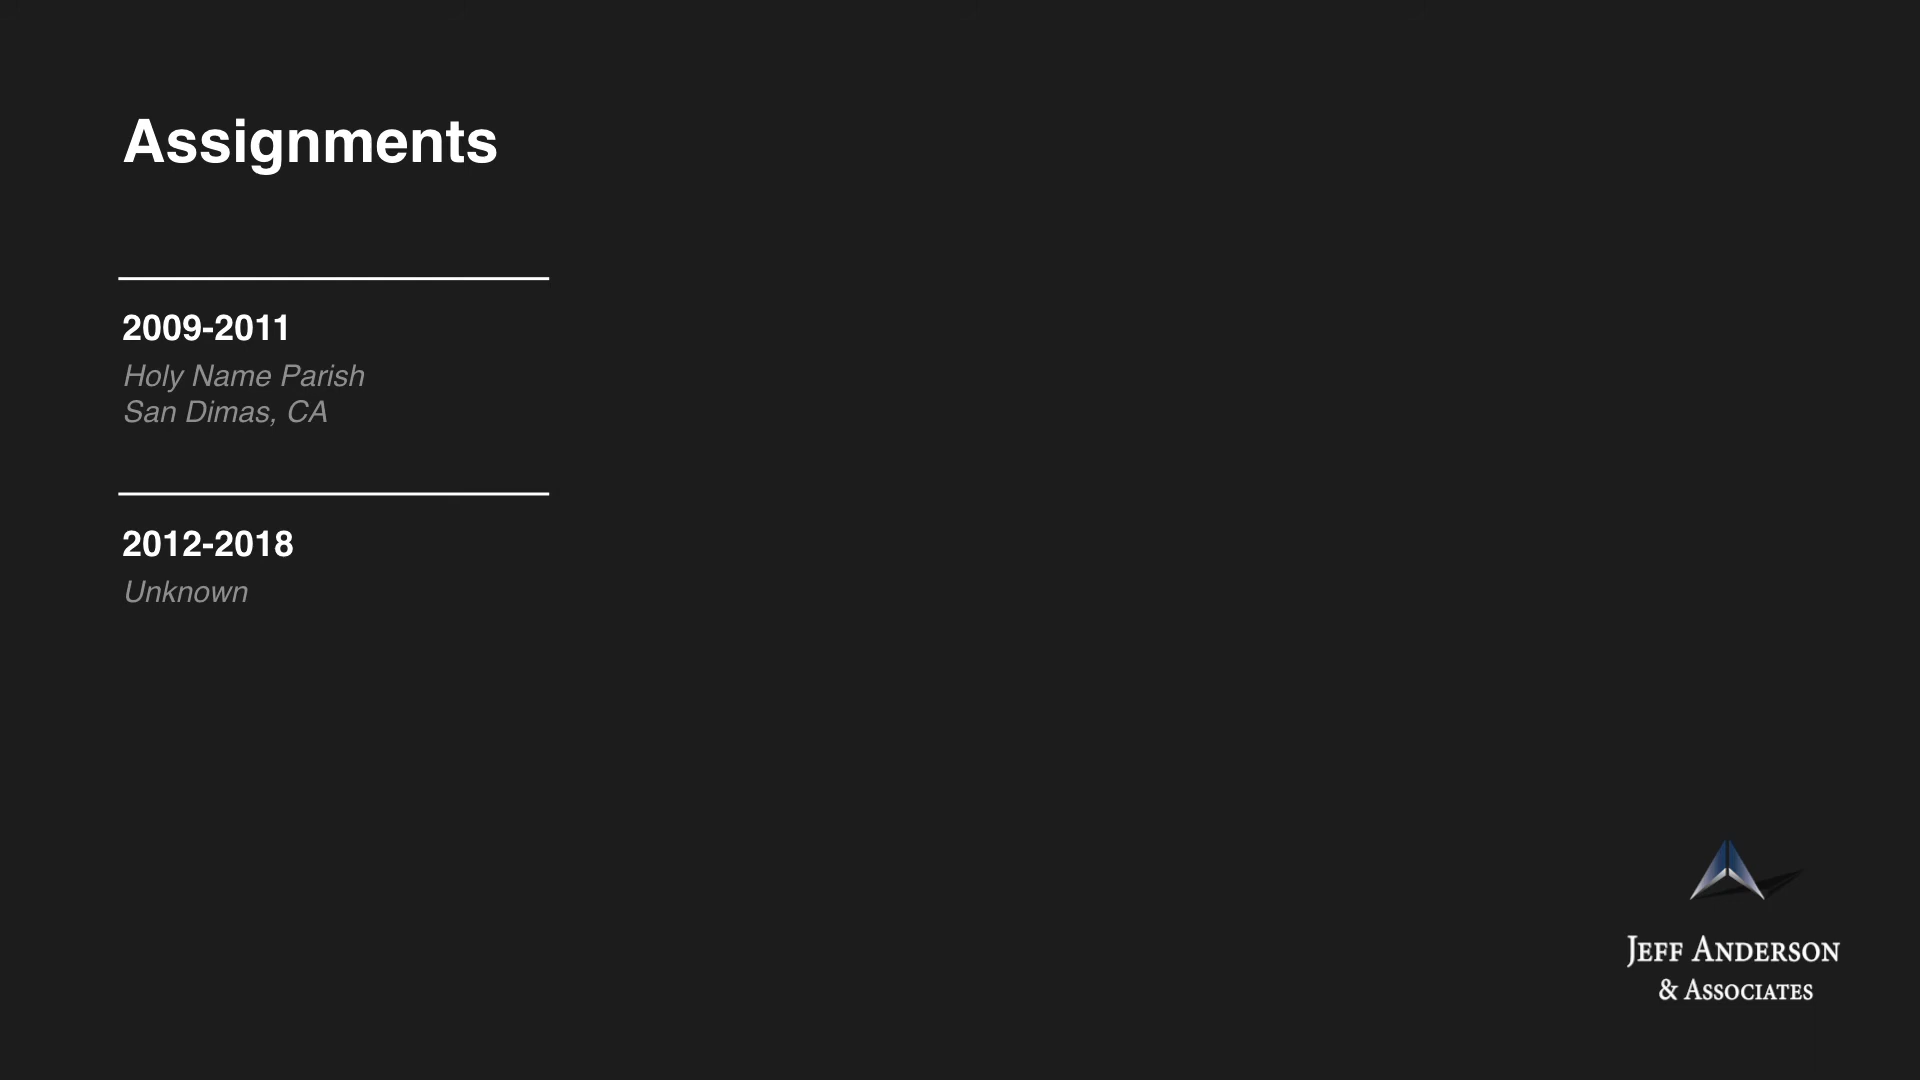 Assignments
2009-2011
Holy Name Parish
San Dimas, CA
2012-2018
Unknown
Jeff Anderson
& Associates